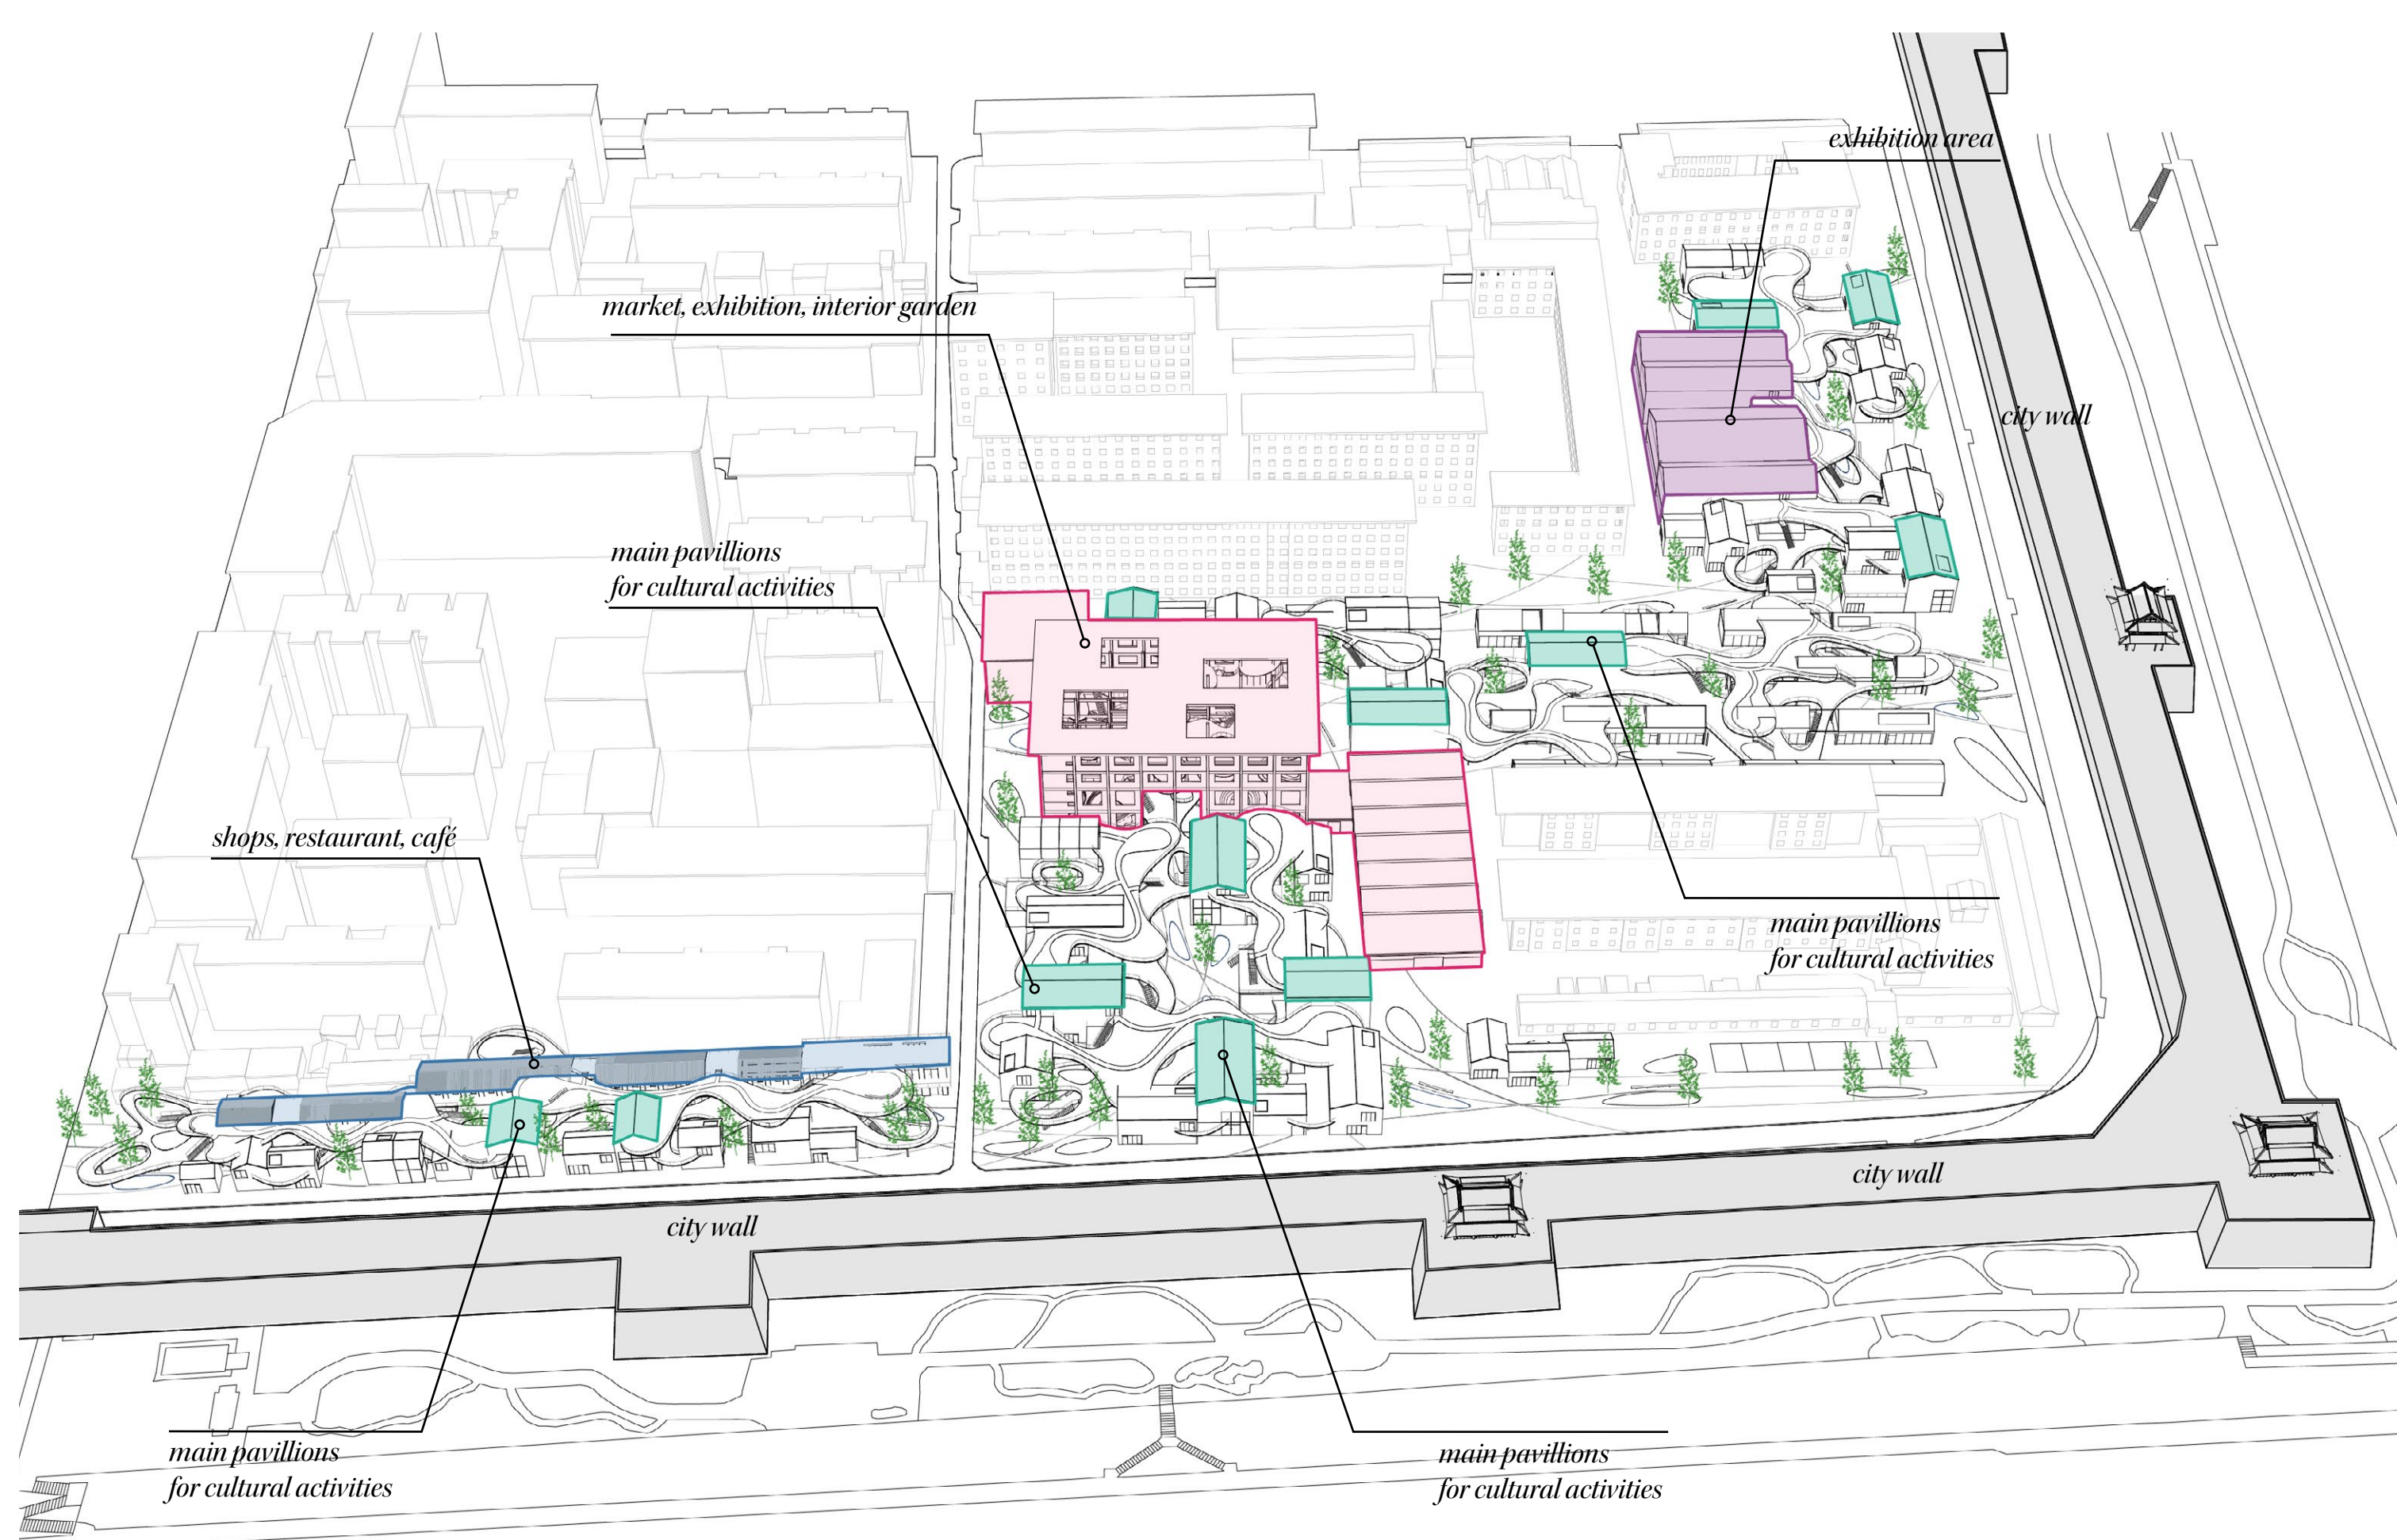 exhibition area
market, exhibition, interior garden
city wall
main pavillions
for cultural activities
shops, restaurant, café
main pavillions
for cultural activities
city wall
city wall
main pavillions
for cultural activities
main pavillions
for cultural activities